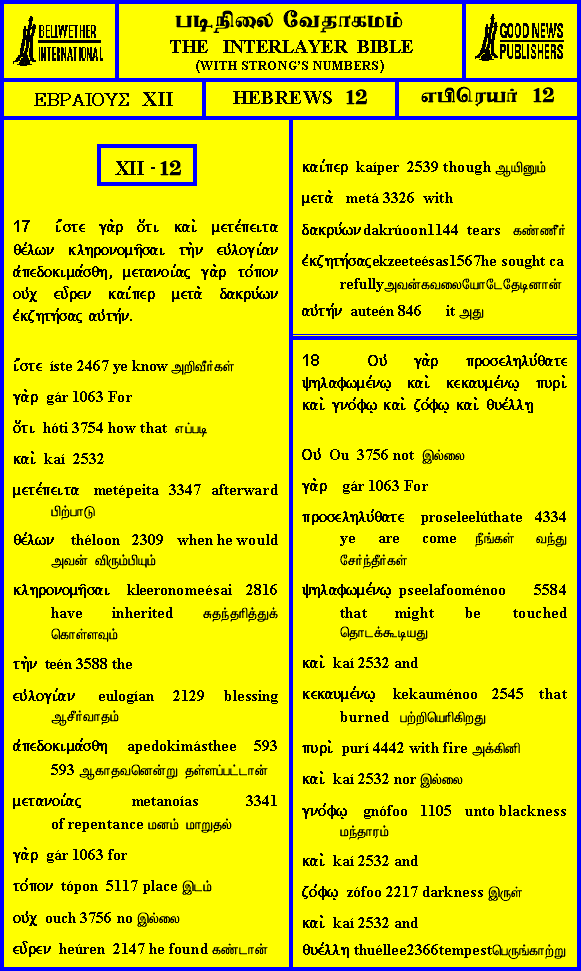 BELLWETHER
INTERNATIONAL
படிநிலை வேதாகமம்
THE INTERLAYER BIBLE
(WITH STRONG'S NUMBERS)
GOOD NEWS
PUBLISHERS
ΕΒΡΑΙΟΥΣ XII
HEBREWS 12
எபிரெயர் 12
XII - 12
17 ἴστε γὰρ ὅτι καὶ μετέπειτα
θέλων κληρονομῆσαι τὴν εὐλογίαν
ἀπεδοκιμάσθη, μετανοίας γὰρ τόπον
οὐχ εὗρεν καίπερ μετὰ δακρύων
ἐκζητήσας αὐτήν.
ἴστε íste 2467 ye know அறிவீர்கள்
γὰρ gár 1063 For
ὅτι hóti 3754 how that எப்படி
καὶ kaí 2532
μετέπειτα metépeita 3347 afterward
பிற்பாடு
θέλων théloon 2309 when he would
அவன் விரும்பியும்
κληρονομῆσαι kleeronomeésai 2816
have inherited சுதந்தரித்துக்
கொள்ளவும்
τὴν teén 3588 the
εὐλογίαν eulogían 2129 blessing
ஆசீர்வாதம்
ἀπεδοκιμάσθη apedokimásthee 593
593 ஆகாதவனென்று தள்ளப்பட்டான்
μετανοίας metanoías 3341
of repentance மனம் மாறுதல்
γὰρ gár 1063 for
τόπον tópon 5117 place இடம்
οὐχ ouch 3756 no இல்லை
εὗρεν heúren 2147 he found கண்டான்
καίπερ kaíper 2539 though ஆயினும்
μετὰ metá 3326 with
δακρύων dakrúoon1144 tears கண்ணீர்
ἐκζητήσαςekzeeteésas1567he sought ca
refullyஅவன்கவலையோடேதேடினான்
αὐτήν auteén 846 it அது
18 Οὐ γὰρ προσεληλύθατε
ψηλαφωμένῳ καὶ κεκαυμένῳ πυρὶ
καὶ γνόφῳ καὶ ζόφῳ καὶ θυέλλῃ
Οὐ Ou 3756 not இல்லை
γὰρ gár 1063 For
προσεληλύθατε proseleelúthate 4334
ye are come நீங்கள் வந்து
சேர்ந்தீர்கள்
ψηλαφωμένῳ pseelafooménoo 5584
that might be touched
தொடக்கூடியது
καὶ kaí 2532 and
κεκαυμένῳ kekauménoo 2545 that
burned பற்றியெரிகிறது
πυρὶ purí 4442 with fire அக்கினி
καὶ kaí 2532 nor இல்லை
γνόφῳ gnófoo 1105 unto blackness
மந்தாரம்
καὶ kaí 2532 and
ζόφῳ zófoo 2217 darkness இருள்
καὶ kaí 2532 and
θυέλλῃ thuéllee2366tempestபெருங்காற்று